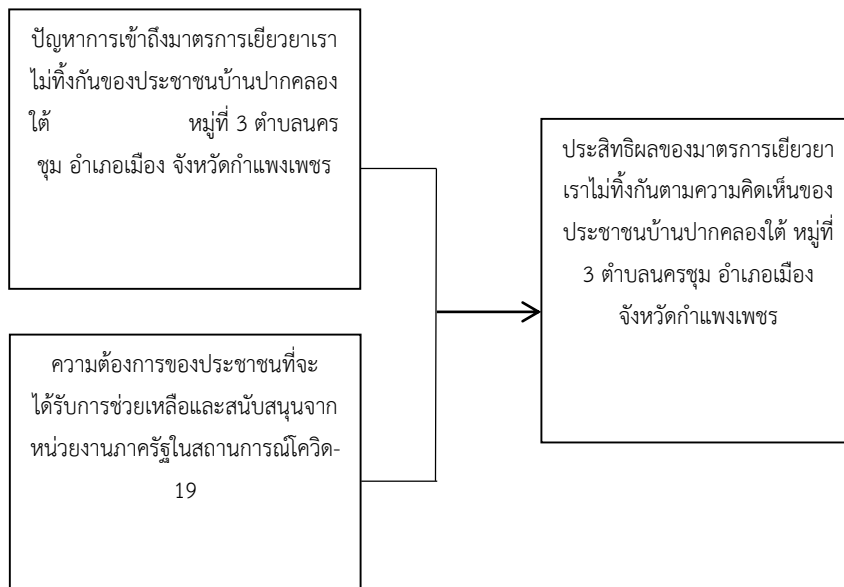 ปัญหาการเข้าถึงมาตรการเยียวยาเรา
ไม่ทิ้งกันของประชาชนบ้านปากคลอง
ใต้ หมู่ที่ 3 ตำบลนคร
ชุม อำเภอเมือง จังหวัดกำแพงเพชร
ความต้องการของประชาชนที่จะ
ได้รับการช่วยเหลือและสนับสนุนจาก
หน่วยงานภาครัฐในสถานการณ์โควิด-
19
ประสิทธิผลของมาตรการเยียวยา
เราไม่ทิ้งกันตามความคิดเห็นของ
ประชาชนบ้านปากคลองใต้ หมู่ที่
3 ตำบลนครชุม อำเภอเมือง
จังหวัดกำแพงเพชร